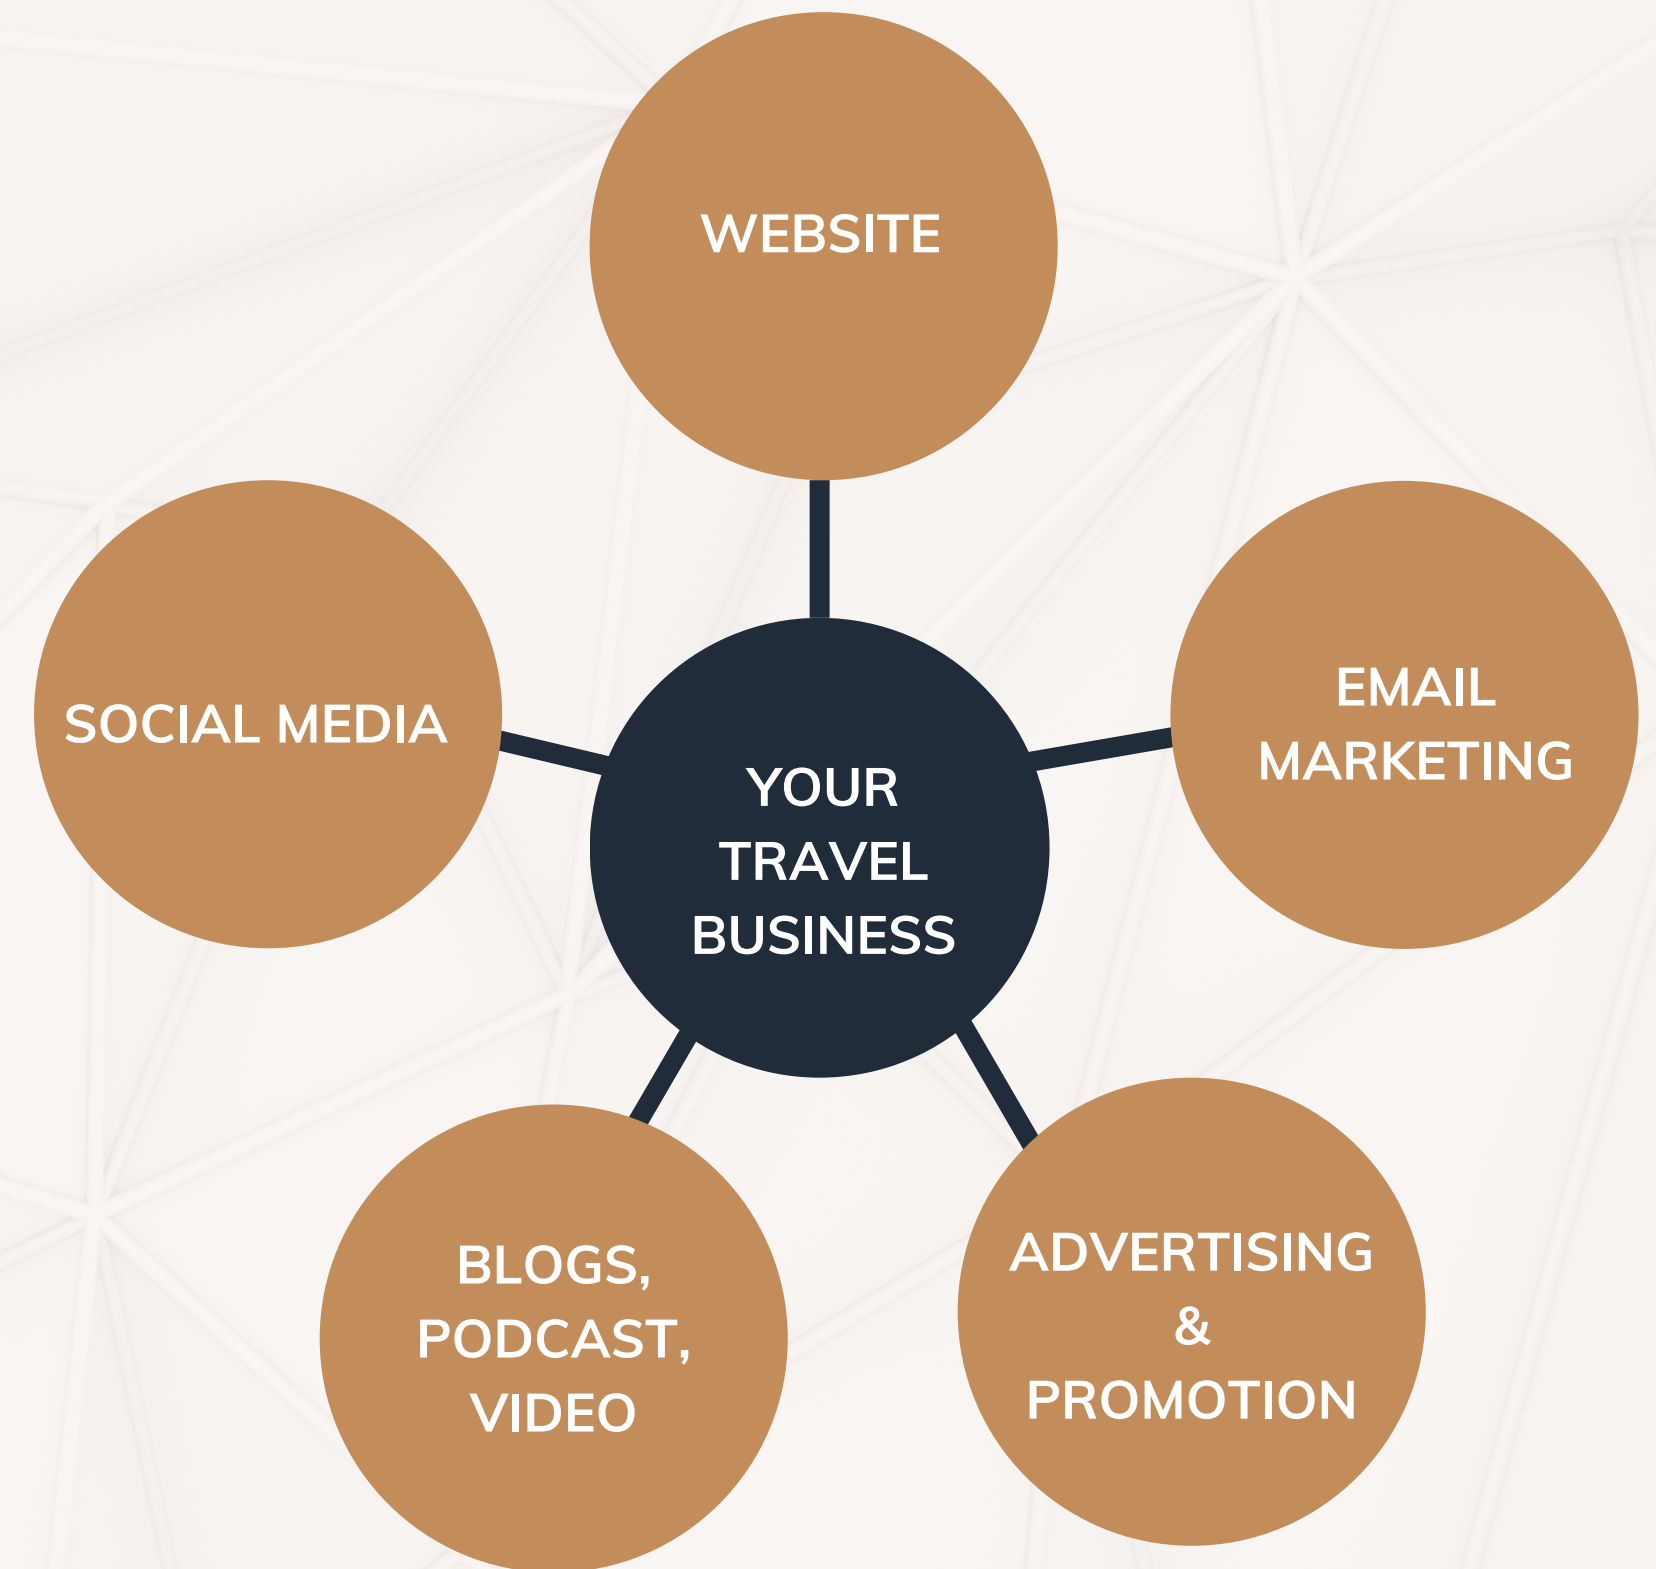 WEBSITE
SOCIAL MEDIA
EMAIL
MARKETING
YOUR
TRAVEL
BUSINESS
BLOGS,
PODCAST,
VIDEO
ADVERTISING
&
PROMOTION